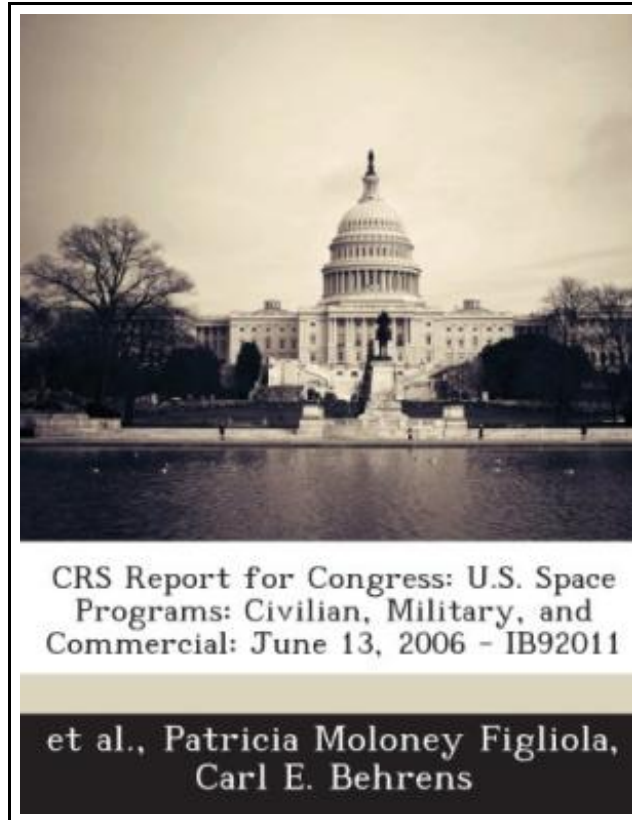 CRS Report for Congress: U.S. Space
Programs: Civilian, Military, and
Commercial: June 13, 2006 - IB92011
et al., Patricia Moloney Figliola,
Carl E. Behrens